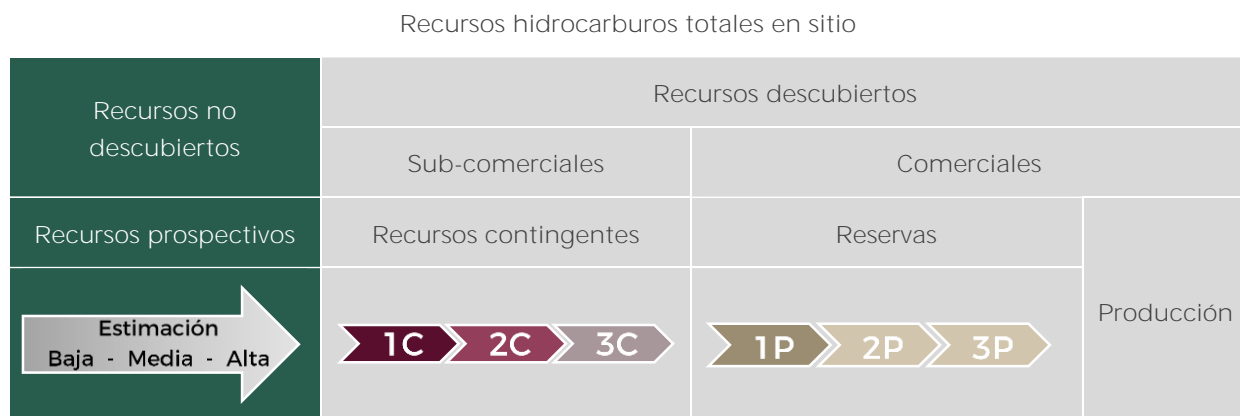 Recursos hidrocarburos totales en sitio
Recursos no
descubiertos
Recursos descubiertos
Sub-comerciales
Comerciales
Recursos prospectivos
Recursos contingentes
Reservas
Producción
Estimación
Baja - Media - Alta
1C
2C
3C
1P
2P
3P